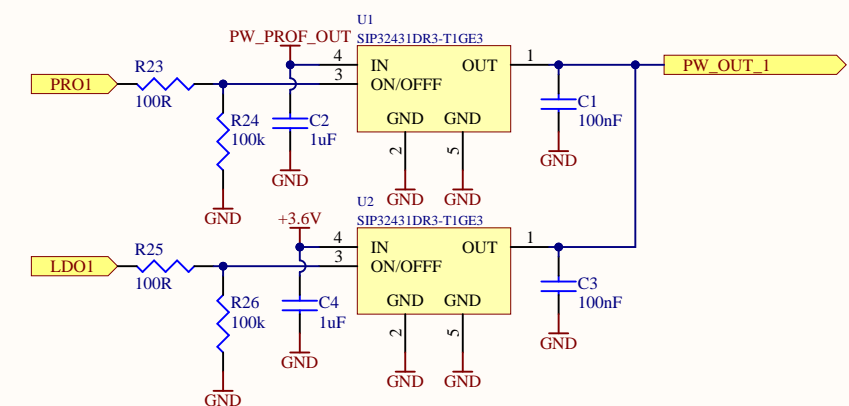 U1
SIP32431DR3-T1GE3
PW_PROF_OUT
4 IN OUT 1
3 ON/OFFF
PRO1
R23
100R
R24
100k
C2
1uF
GND GND
2 5
C1
100nF
PW_OUT_1
GND
GND
GND
GND GND
U2
SIP32431DR3-T1GE3
+3.6V
4 IN OUT 1
3 ON/OFFF
LDO1
R25
100R
R26
100k
C4
1uF
GND GND
2 5
C3
100nF
GND
GND
GND GND
GND